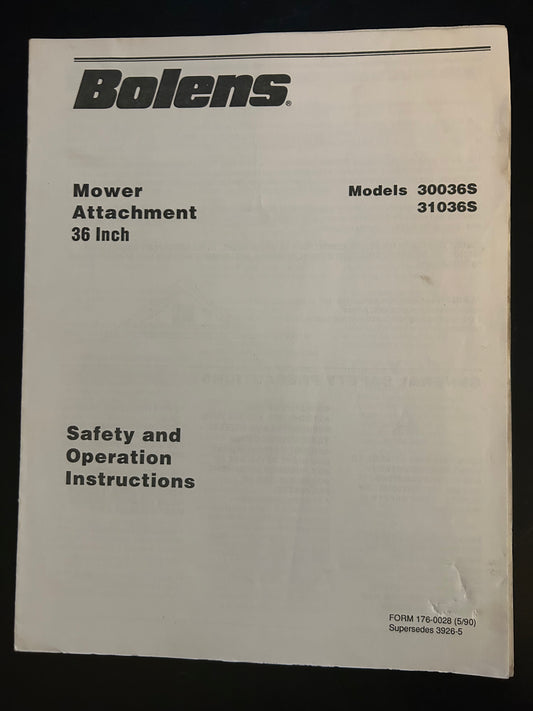 Bolens®
Mower
Attachment
36 Inch
Models 30036S
31036S
Safety and
Operation
Instructions
FORM 176-0028 (5/90)
Supersedes 3926-5